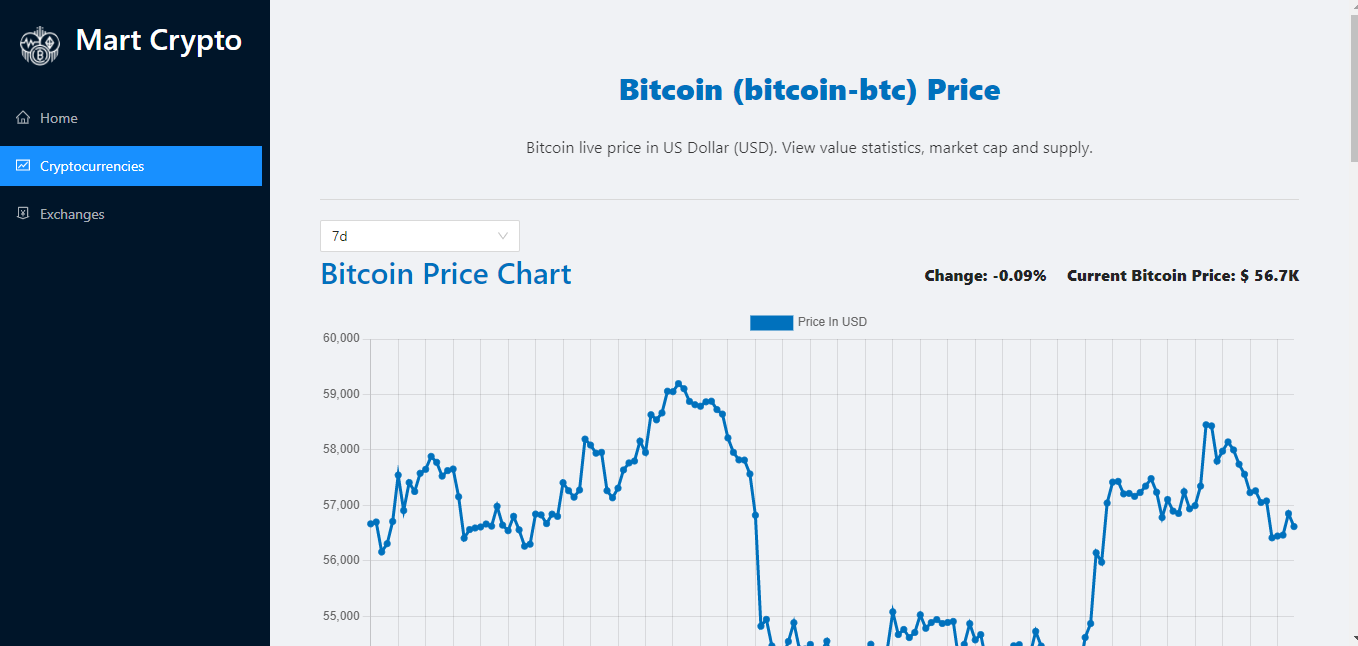 Mart Crypto
Home
Cryptocurrencies
Exchanges
Bitcoin (bitcoin-btc) Price
Bitcoin live price in US Dollar (USD). View value statistics, market cap and supply.
7d
Bitcoin Price Chart
Change: -0.09% Current Bitcoin Price: $ 56.7K
Price In USD
60,000
59,000
58,000
57,000
56,000
55,000